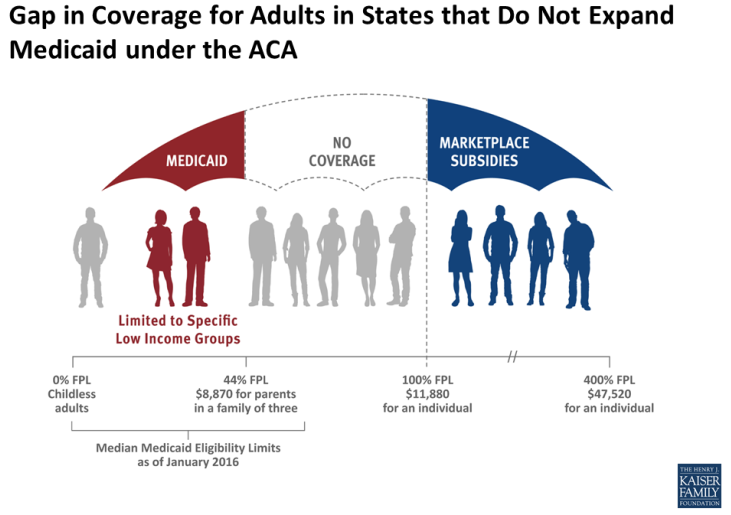 Gap in Coverage for Adults in States that Do Not Expand
Medicaid under the ACA
MEDICAID
NO
COVERAGE
MARKETPLACE
SUBSIDIES
Limited to Specific
Low Income Groups
0% FPL
Childless
adults
44% FPL
$8,870 for parents
in a family of three
100% FPL
$11,880
for an individual
400% FPL
$47,520
for an individual
Median Medicaid Eligibility Limits
as of January 2016
THE HENRY J.
KAISER
FAMILY
FOUNDATION